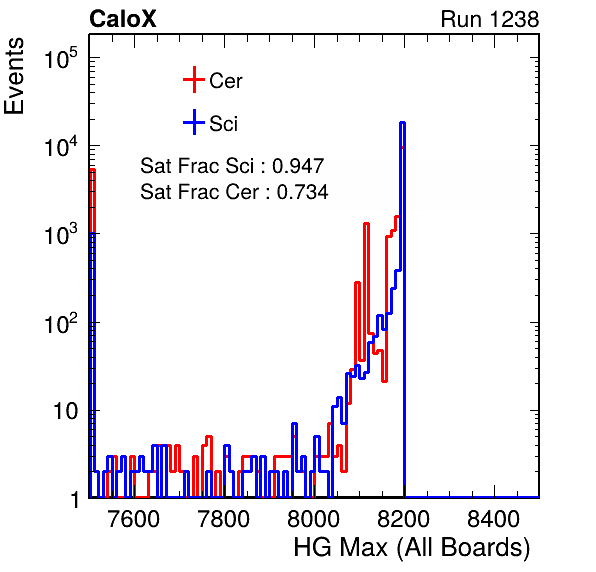 CaloX Run 1238
Events
10^5
10^4
10^3
10^2
10
1
Cer
Sci
Sat Frac Sci : 0.947
Sat Frac Cer : 0.734
7600 7800 8000 8200 8400
HG Max (All Boards)